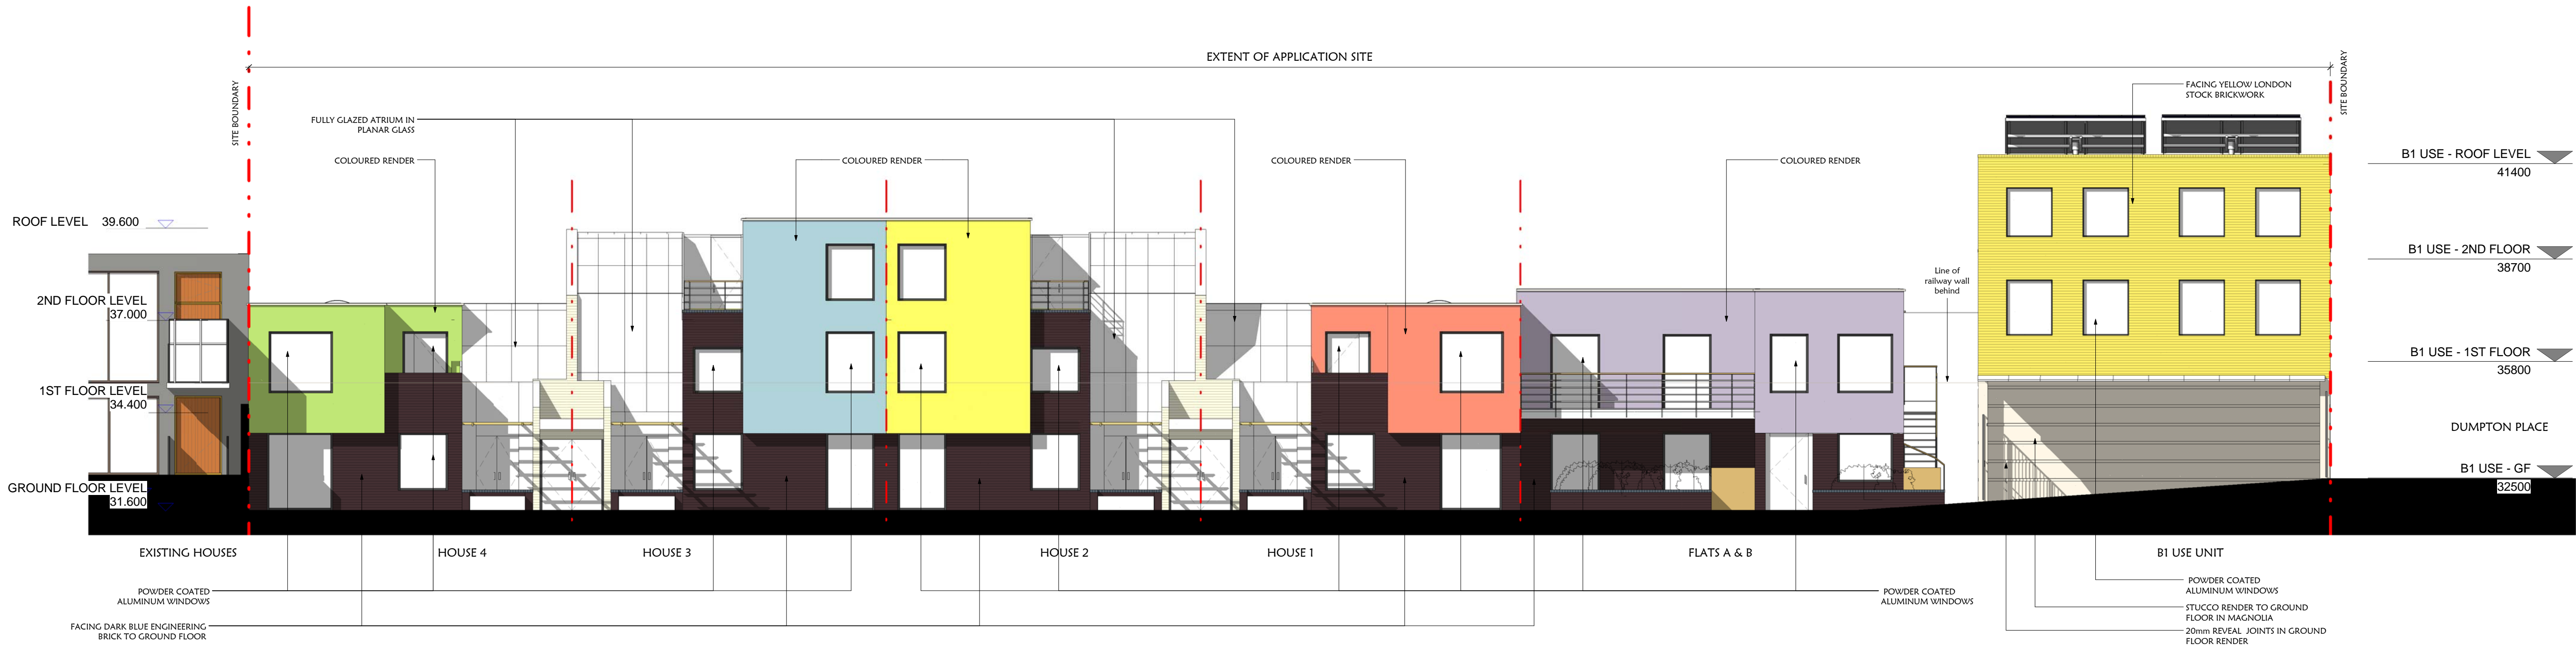 EXTENT OF APPLICATION SITE
SITE BOUNDARY
SITE BOUNDARY
FACING YELLOW LONDON
STOCK BRICKWORK
FULLY GLAZED ATRIUM IN
PLANAR GLASS
COLOURED RENDER
COLOURED RENDER
COLOURED RENDER
COLOURED RENDER
B1 USE - ROOF LEVEL
41400
ROOF LEVEL 39.600
B1 USE - 2ND FLOOR
38700
Line of
railway wall
behind
2ND FLOOR LEVEL
37.000
B1 USE - 1ST FLOOR
35800
1ST FLOOR LEVEL
34.400
DUMPTON PLACE
B1 USE - GF
32500
GROUND FLOOR LEVEL
31.600
EXISTING HOUSES
HOUSE 4
HOUSE 3
HOUSE 2
HOUSE 1
FLATS A & B
B1 USE UNIT
POWDER COATED
ALUMINUM WINDOWS
POWDER COATED
ALUMINUM WINDOWS
POWDER COATED
ALUMINUM WINDOWS
FACING DARK BLUE ENGINEERING
BRICK TO GROUND FLOOR
STUCCO RENDER TO GROUND
FLOOR IN MAGNOLIA
20mm REVEAL JOINTS IN GROUND
FLOOR RENDER